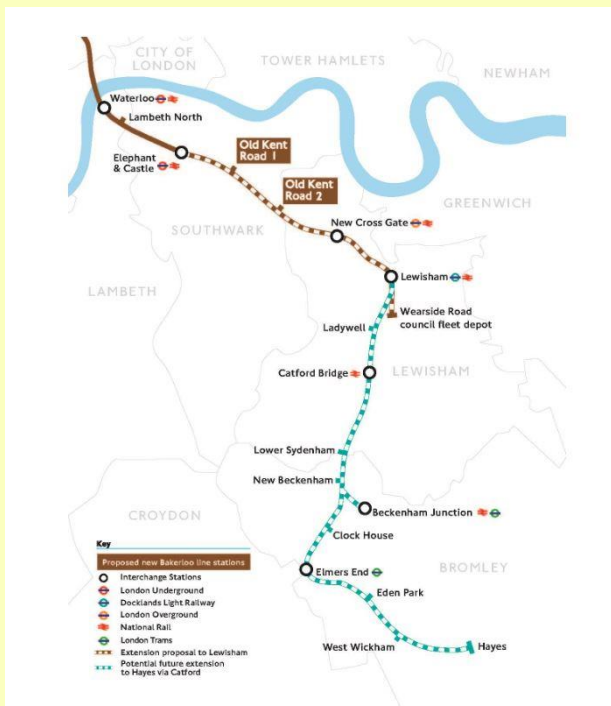 CITY OF
LONDON
TOWER HAMLETS
NEWHAM
Waterloo
Lambeth North
Elephant
& Castle
Old Kent
Road 1
Old Kent
Road 2
GREENWICH
New Cross Gate
SOUTHWARK
Lewisham
LAMBETH
Wearside Road
council fleet depot
Ladywell
Catford Bridge
LEWISHAM
Lower Sydenham
New Beckenham
Beckenham Junction
CROYDON
Clock House
Key
Proposed new Bakerloo line stations
Interchange Stations
London Underground
Docklands Light Railway
London Overground
National Rail
London Trams
Extension proposal to Lewisham
Potential future extension
to Hayes via Catford
Elmers End
BROMLEY
Eden Park
West Wickham
Hayes